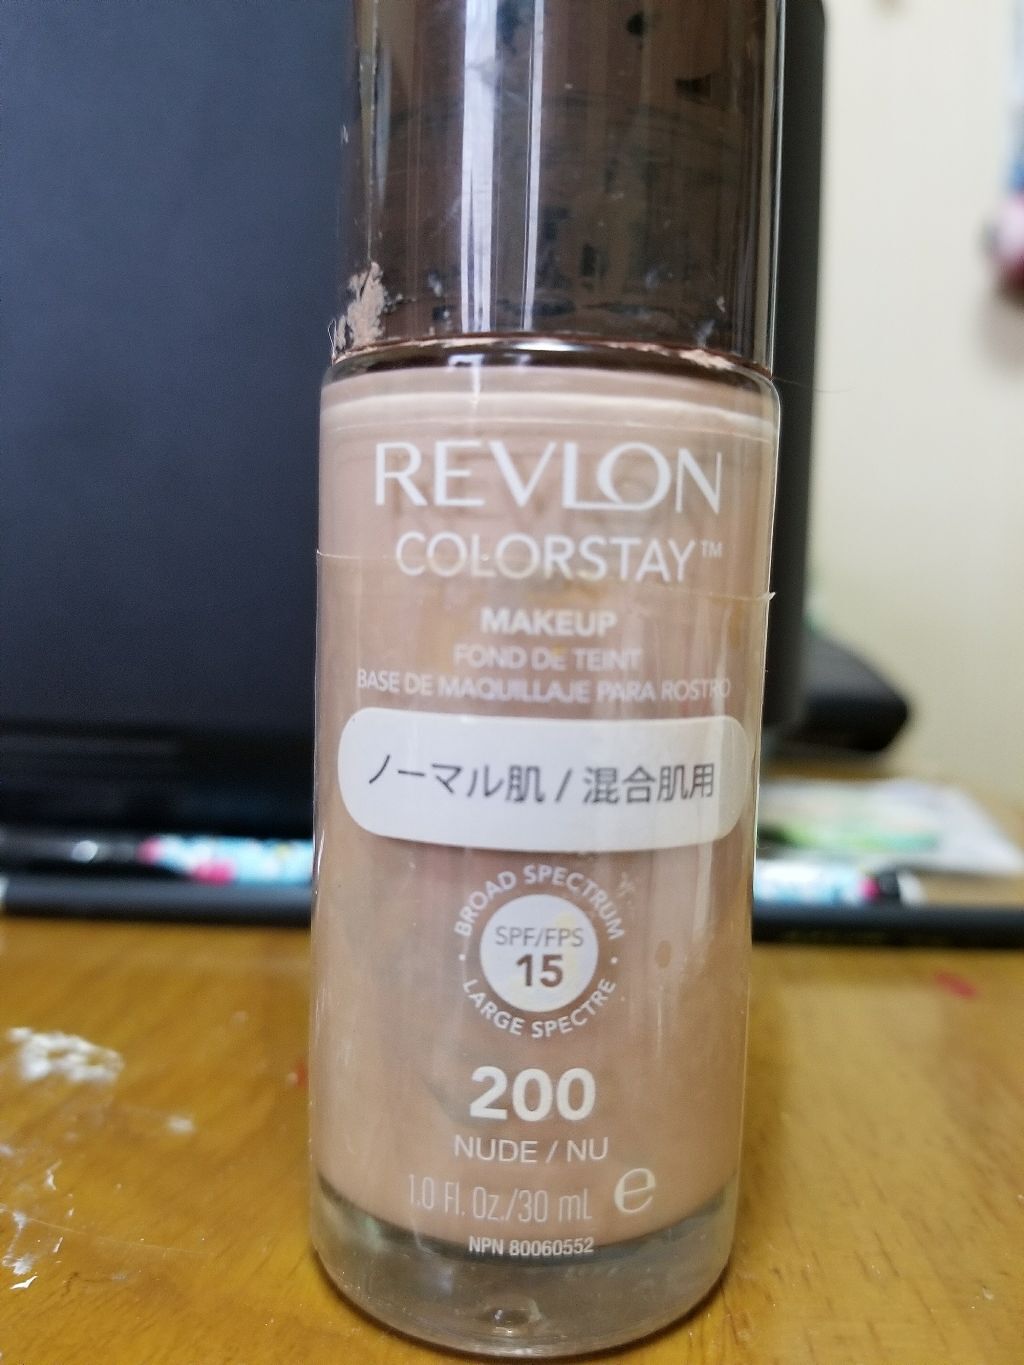 REVLON
COLORSTAY™
MAKEUP
FOND DE TEINT
BASE DE MAQUILLAJE PARA ROSTRO
ノーマル肌 / 混合肌用
BROAD SPECTRUM
SPF/FPS
15
LARGE SPECTRE
200
NUDE / NU
1.0 Fl. Oz./30 mL e
NPN 80060552